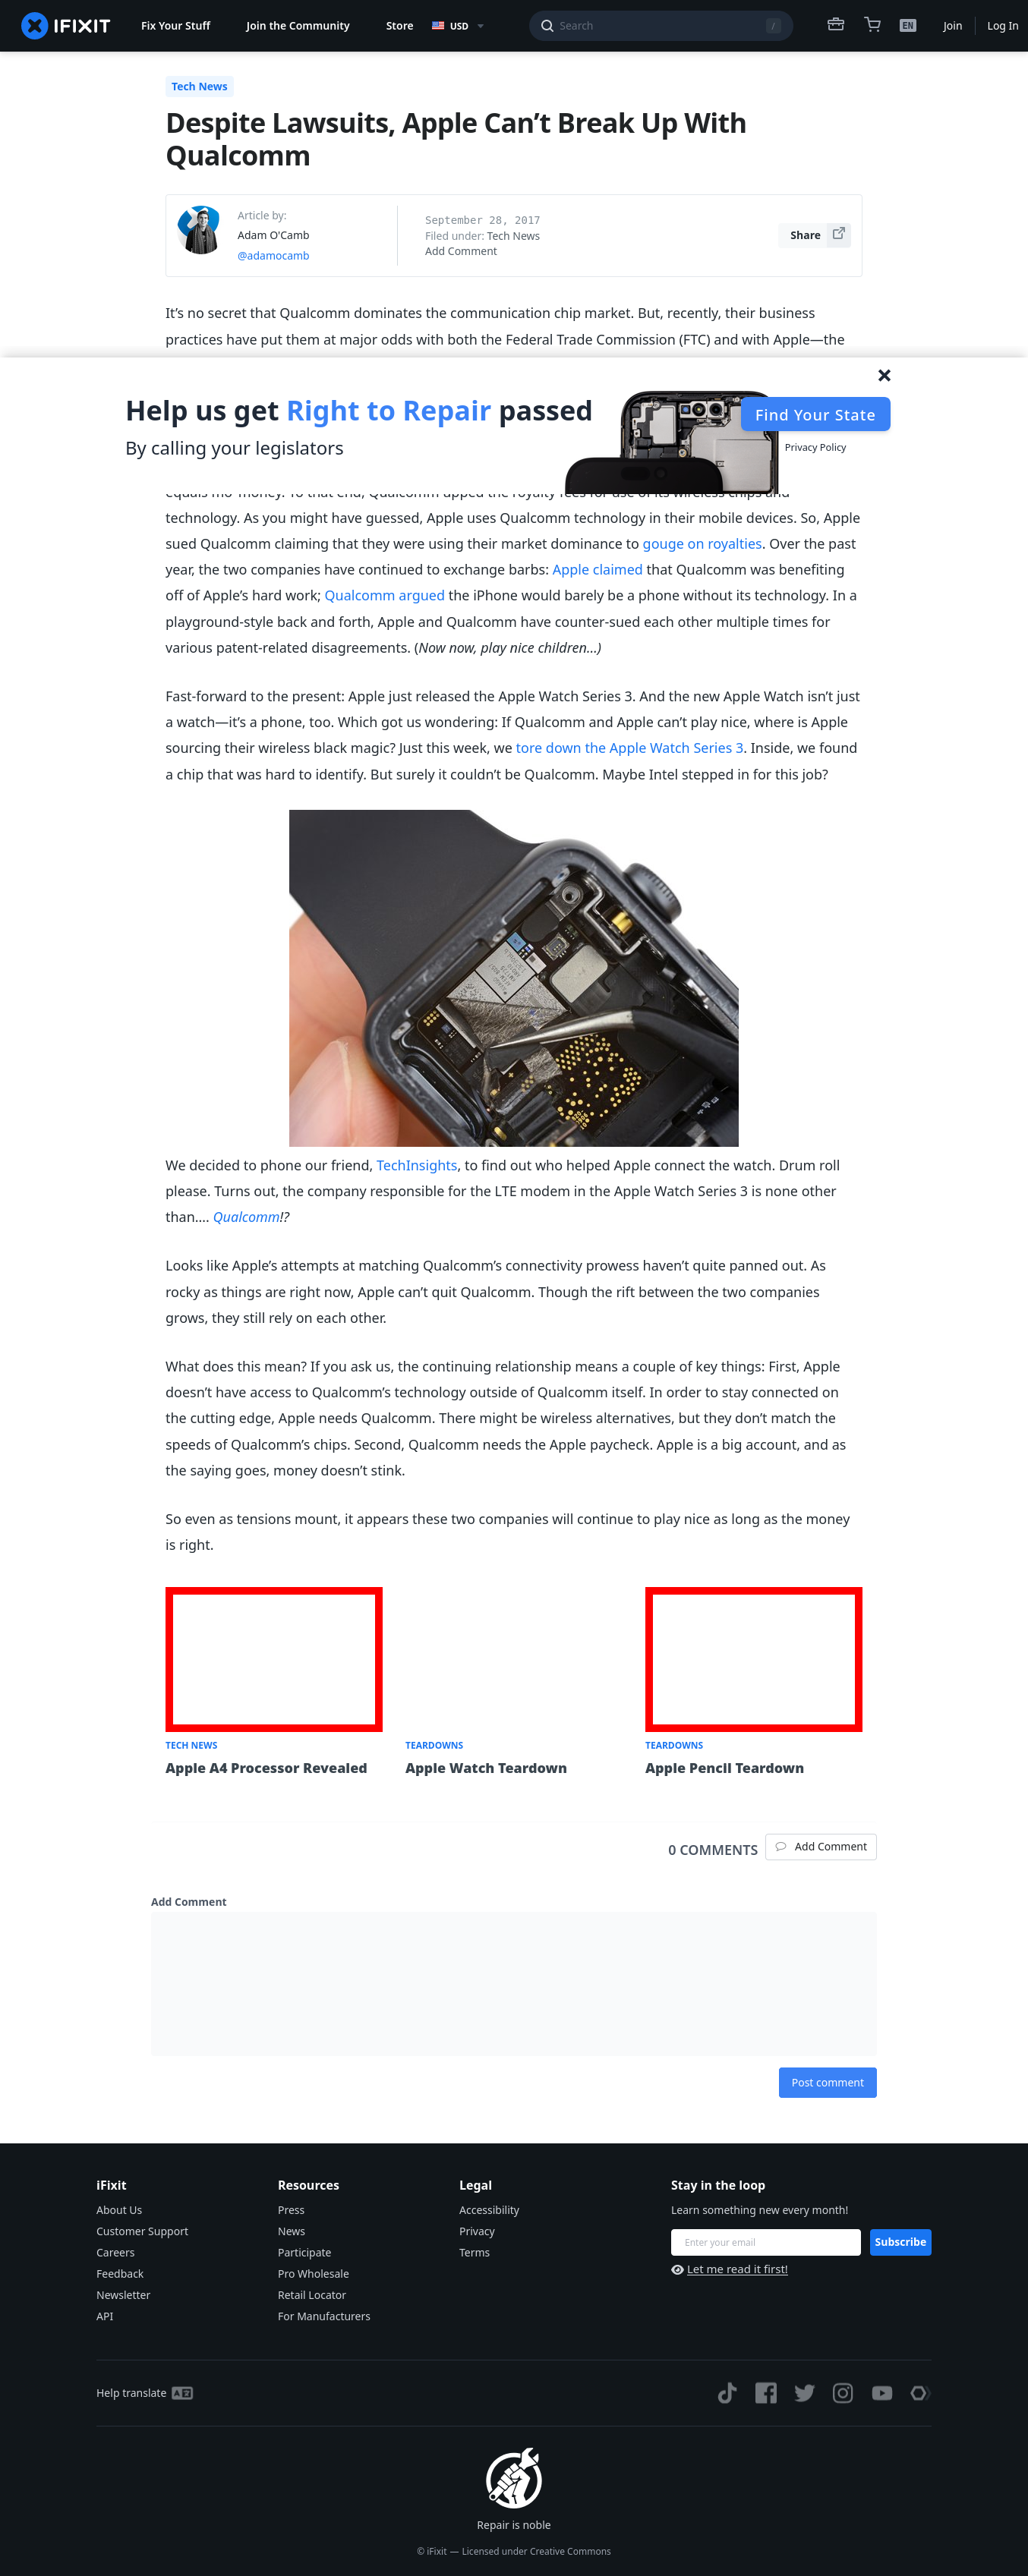 IFIXIT
Fix Your Stuff
Join the Community
Store
USD
Search
/
EN
Join
Log In
Tech News
Despite Lawsuits, Apple Can’t Break Up With
Qualcomm
Article by:
Adam O'Camb
@adamocamb
September 28, 2017
Filed under: Tech News
Add Comment
Share
It’s no secret that Qualcomm dominates the communication chip market. But, recently, their business
practices have put them at major odds with both the Federal Trade Commission (FTC) and with Apple—the
Help us get Right to Repair passed
By calling your legislators
Find Your State
Privacy Policy
equals mo’ money. To that end, Qualcomm upped the royalty fees for use of its wireless chips and
technology. As you might have guessed, Apple uses Qualcomm technology in their mobile devices. So, Apple
sued Qualcomm claiming that they were using their market dominance to gouge on royalties. Over the past
year, the two companies have continued to exchange barbs: Apple claimed that Qualcomm was benefiting
off of Apple’s hard work; Qualcomm argued the iPhone would barely be a phone without its technology. In a
playground-style back and forth, Apple and Qualcomm have counter-sued each other multiple times for
various patent-related disagreements. (Now now, play nice children…)
Fast-forward to the present: Apple just released the Apple Watch Series 3. And the new Apple Watch isn’t just
a watch—it’s a phone, too. Which got us wondering: If Qualcomm and Apple can’t play nice, where is Apple
sourcing their wireless black magic? Just this week, we tore down the Apple Watch Series 3. Inside, we found
a chip that was hard to identify. But surely it couldn’t be Qualcomm. Maybe Intel stepped in for this job?
We decided to phone our friend, TechInsights, to find out who helped Apple connect the watch. Drum roll
please. Turns out, the company responsible for the LTE modem in the Apple Watch Series 3 is none other
than…. Qualcomm!?
Looks like Apple’s attempts at matching Qualcomm’s connectivity prowess haven’t quite panned out. As
rocky as things are right now, Apple can’t quit Qualcomm. Though the rift between the two companies
grows, they still rely on each other.
What does this mean? If you ask us, the continuing relationship means a couple of key things: First, Apple
doesn’t have access to Qualcomm’s technology outside of Qualcomm itself. In order to stay connected on
the cutting edge, Apple needs Qualcomm. There might be wireless alternatives, but they don’t match the
speeds of Qualcomm’s chips. Second, Qualcomm needs the Apple paycheck. Apple is a big account, and as
the saying goes, money doesn’t stink.
So even as tensions mount, it appears these two companies will continue to play nice as long as the money
is right.
TECH NEWS
Apple A4 Processor Revealed
TEARDOWNS
Apple Watch Teardown
TEARDOWNS
Apple Pencil Teardown
0 COMMENTS
Add Comment
Add Comment
Post comment
iFixit
About Us
Customer Support
Careers
Feedback
Newsletter
API
Resources
Press
News
Participate
Pro Wholesale
Retail Locator
For Manufacturers
Legal
Accessibility
Privacy
Terms
Stay in the loop
Learn something new every month!
Enter your email
Subscribe
Let me read it first!
Help translate
Repair is noble
© iFixit — Licensed under Creative Commons